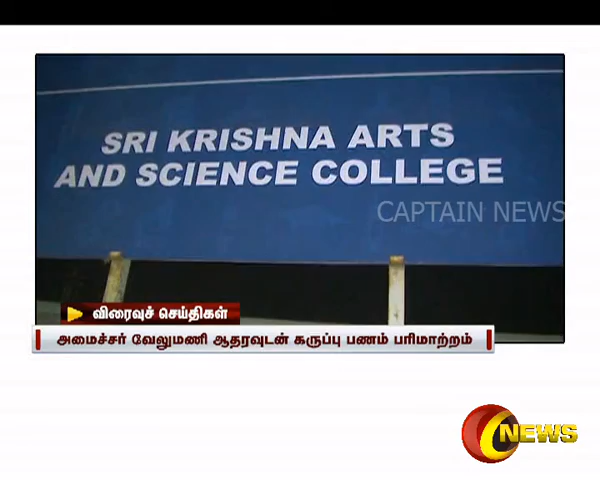 SRI KRISHNA ARTS
AND SCIENCE COLLEGE
CAPTAIN NEWS
விரைவுச் செய்திகள்
அமைச்சர் வேலுமணி ஆதரவுடன் கருப்பு பணம் பரிமாற்றம்
NEWS